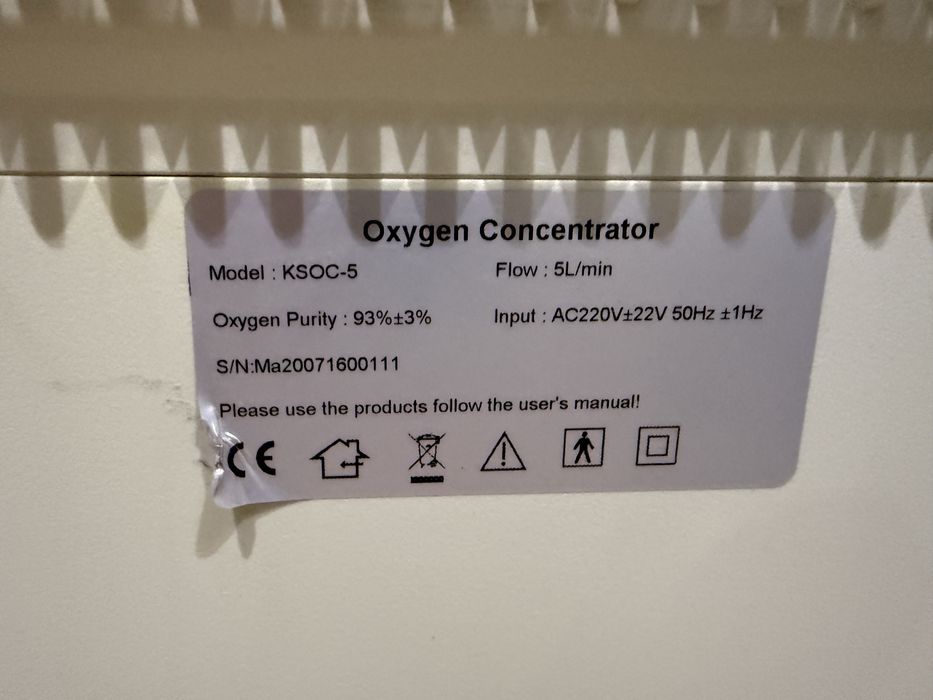 Oxygen Concentrator
Model : KSOC-5 Flow : 5L/min
Oxygen Purity : 93%±3% Input : AC220V±22V 50Hz ±1Hz
S/N:Ma20071600111
Please use the products follow the user's manual!
CE